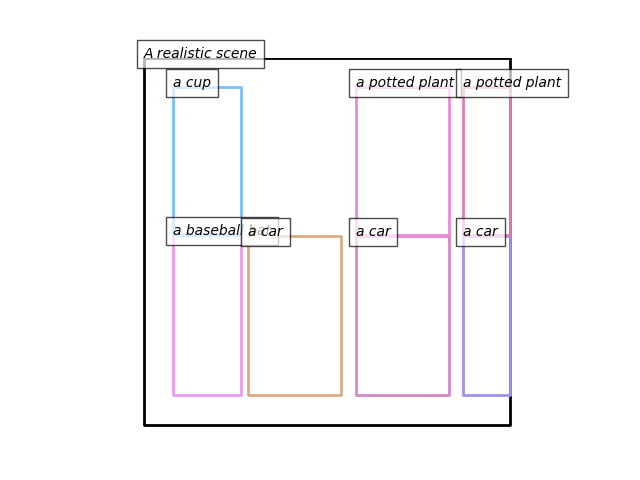 A realistic scene
a cup
a potted plant
a potted plant
a baseball
a car
a car
a car